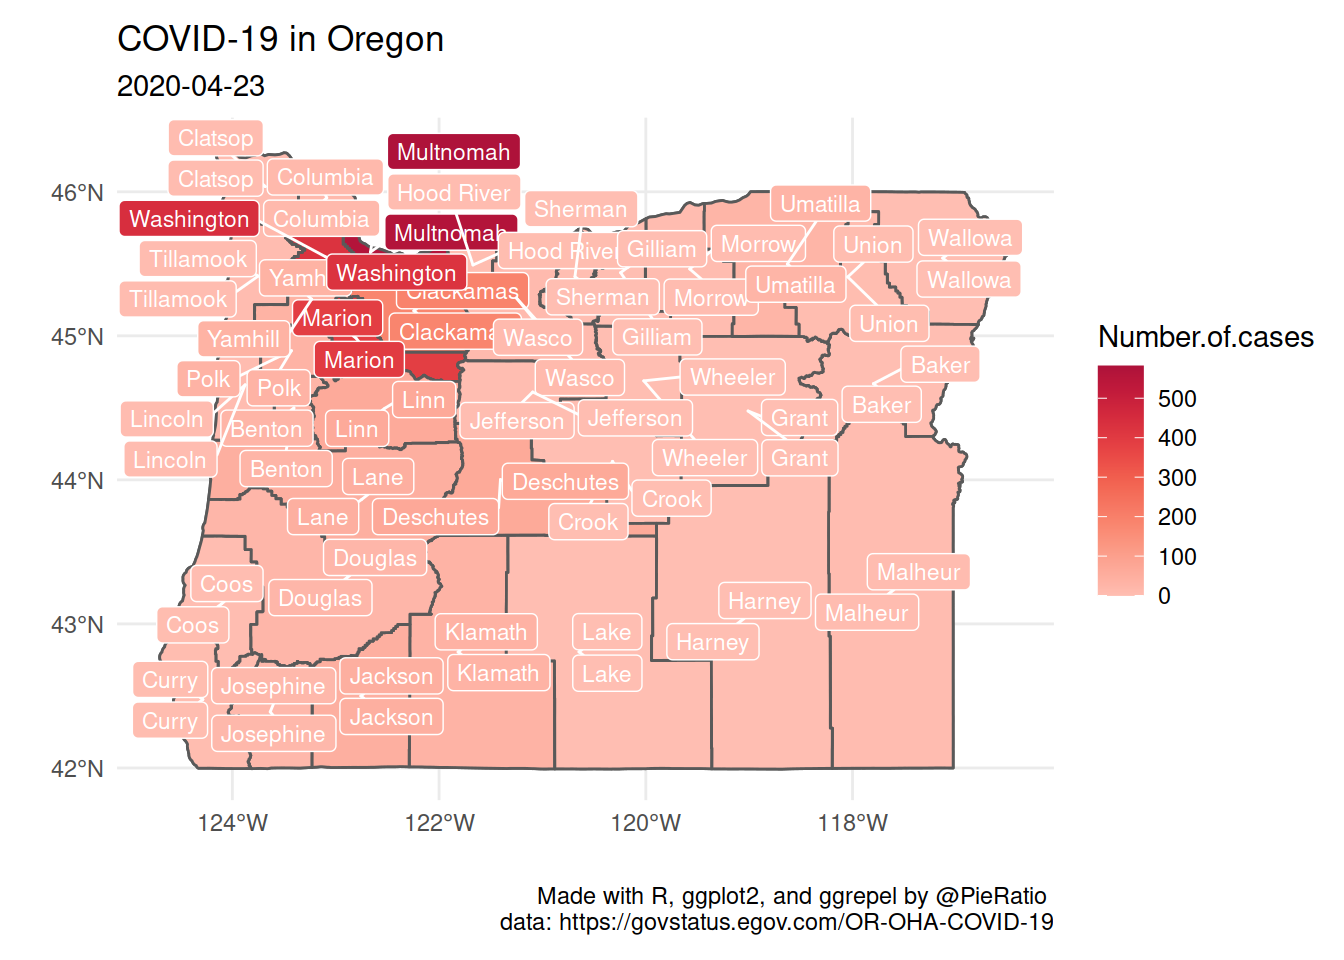 COVID-19 in Oregon
2020-04-23
Clatsop
Multnomah
Clatsop
Columbia
Hood River
Sherman
Umatilla
46°N
Washington
Columbia
Multnomah
Wallowa
Tillamook
Hood River
Gilliam
Morrow
Union
Yamh
Washington
Wallowa
Tillamook
Clackamas
Sherman
Morrow
Umatilla
Marion
Union
45°N
Yamhill
Clackama
Wasco
Gilliam
Marion
Baker
Polk
Polk
Wasco
Wheeler
Linn
Baker
Lincoln
Benton
Linn
Jefferson
Jefferson
Grant
Lincoln
Benton
Wheeler
Grant
44°N
Lane
Deschutes
Crook
Lane
Deschutes
Crook
Douglas
Malheur
Coos
Douglas
Harney
Malheur
43°N
Coos
Klamath
Lake
Harney
Curry
Josephine
Jackson
Klamath
Lake
Curry
Josephine
Jackson
42°N
124°W
122°W
120°W
118°W
Number.of.cases
500
400
300
200
100
0
Made with R, ggplot2, and ggrepel by @PieRatio
data: https://govstatus.egov.com/OR-OHA-COVID-19